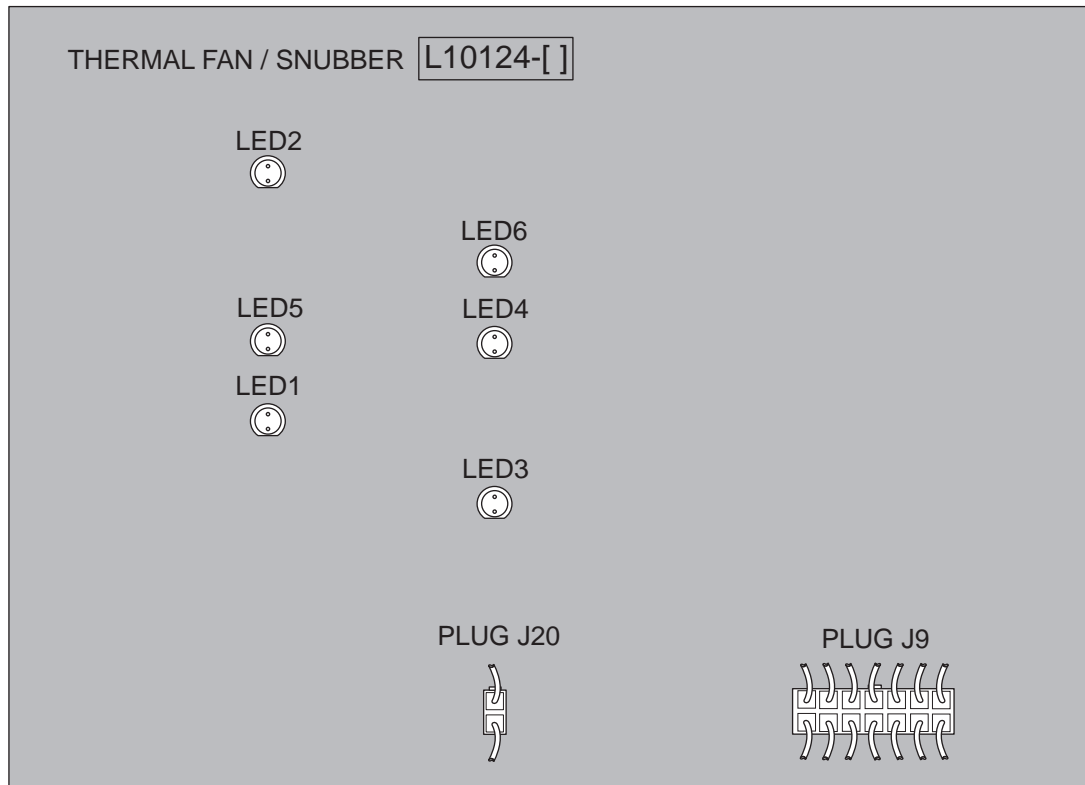 THERMAL FAN / SNUBBER L10124-[ ]
LED2
LED6
LED5
LED4
LED1
LED3
PLUG J20
PLUG J9